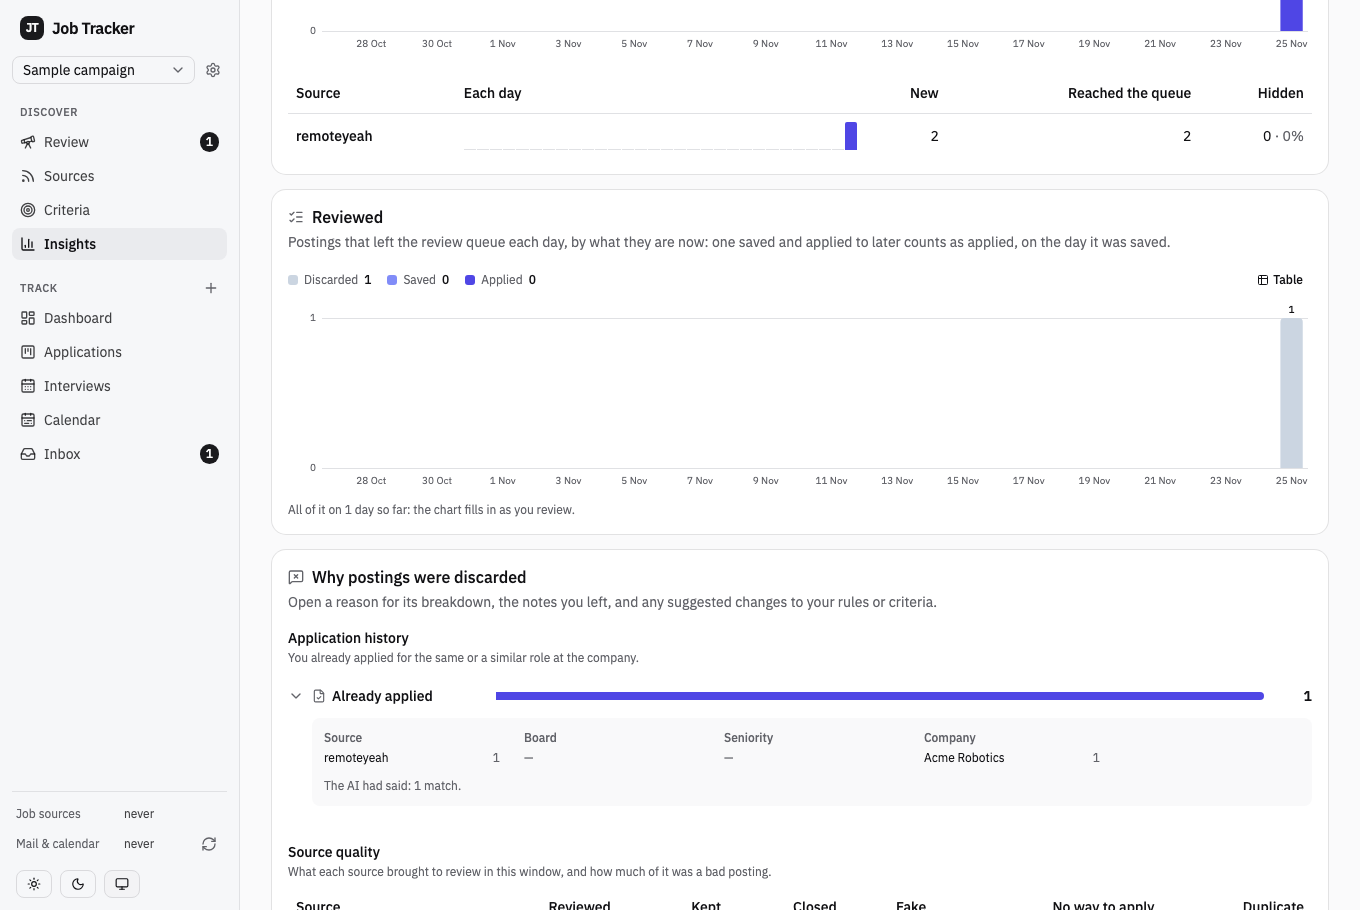 JT Job Tracker
Sample campaign
DISCOVER
Review 1
Sources
Criteria
Insights
TRACK
Dashboard
Applications
Interviews
Calendar
Inbox 1
Job sources never
Mail & calendar never
0
28 Oct 30 Oct 1 Nov 3 Nov 5 Nov 7 Nov 9 Nov 11 Nov 13 Nov 15 Nov 17 Nov 19 Nov 21 Nov 23 Nov 25 Nov
Source Each day New Reached the queue Hidden
remoteyeah 2 2 0 · 0%
Reviewed
Postings that left the review queue each day, by what they are now: one saved and applied to later counts as applied, on the day it was saved.
Discarded 1 Saved 0 Applied 0 Table
1
1
0
28 Oct 30 Oct 1 Nov 3 Nov 5 Nov 7 Nov 9 Nov 11 Nov 13 Nov 15 Nov 17 Nov 19 Nov 21 Nov 23 Nov 25 Nov
All of it on 1 day so far: the chart fills in as you review.
Why postings were discarded
Open a reason for its breakdown, the notes you left, and any suggested changes to your rules or criteria.
Application history
You already applied for the same or a similar role at the company.
Already applied 1
Source Board Seniority Company
remoteyeah 1 — — Acme Robotics 1
The AI had said: 1 match.
Source quality
What each source brought to review in this window, and how much of it was a bad posting.
Source Reviewed Kept Closed Fake No way to apply Duplicate